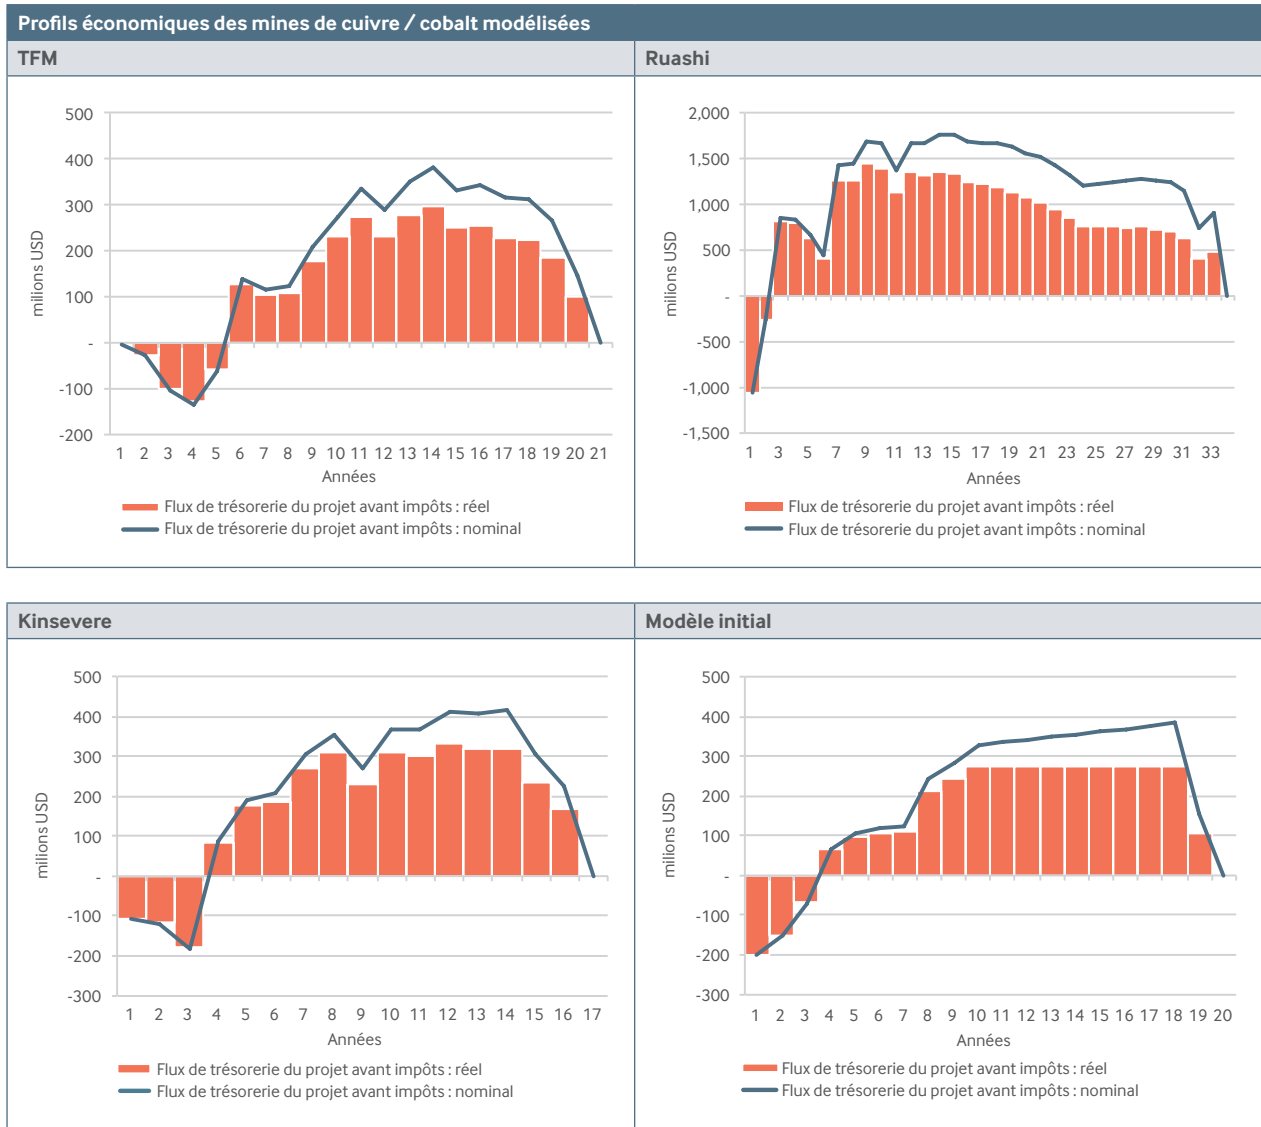 Profils économiques des mines de cuivre / cobalt modélisées
TFM
500
400
300
200
100
-
-100
-200
milions USD
1 2 3 4 5 6 7 8 9 10 11 12 13 14 15 16 17 18 19 20 21
Années
Flux de trésorerie du projet avant impôts : réel
Flux de trésorerie du projet avant impôts : nominal
Ruashi
2,000
1,500
1,000
500
-
-500
-1,000
-1,500
milions USD
1 3 5 7 9 11 13 15 17 19 21 23 25 27 29 31 33
Années
Flux de trésorerie du projet avant impôts : réel
Flux de trésorerie du projet avant impôts : nominal
Kinsevere
500
400
300
200
100
-
-100
-200
-300
milions USD
1 2 3 4 5 6 7 8 9 10 11 12 13 14 15 16 17
Années
Flux de trésorerie du projet avant impôts : réel
Flux de trésorerie du projet avant impôts : nominal
Modèle initial
500
400
300
200
100
-
-100
-200
-300
milions USD
1 2 3 4 5 6 7 8 9 10 11 12 13 14 15 16 17 18 19 20
Années
Flux de trésorerie du projet avant impôts : réel
Flux de trésorerie du projet avant impôts : nominal